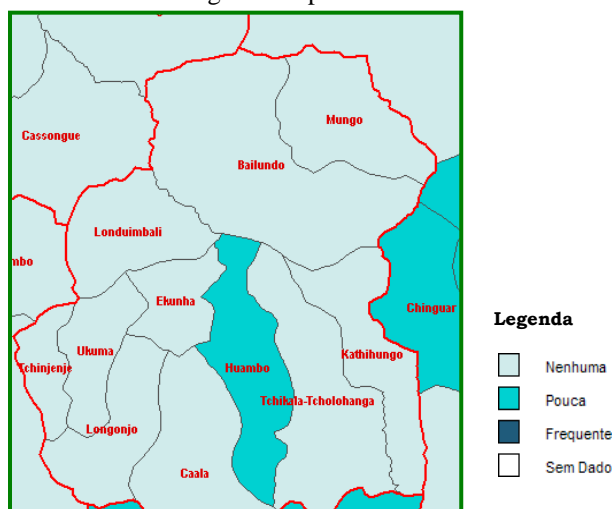 Mungo
Cassongue
Bailundo
Londuimbali
mbo
Ekunha
Chinguar
Ukuma
Kathihungo
Tchinjenje
Huambo
Tchikala-Tcholohanga
Longonjo
Caala
Legenda
Nenhuma
Pouca
Frequente
Sem Dado